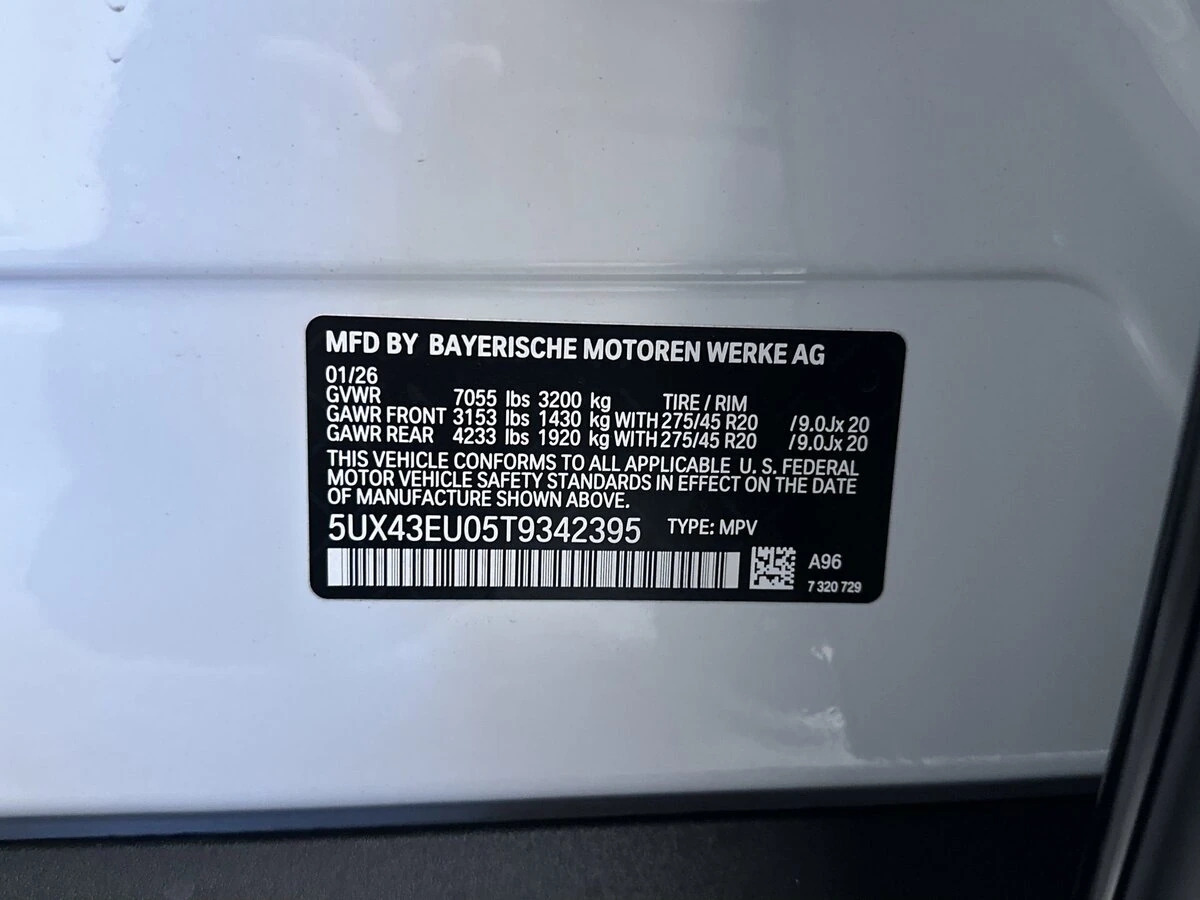 MFD BY BAYERISCHE MOTOREN WERKE AG
01/26
GVWR 7055 lbs 3200 kg TIRE / RIM
GAWR FRONT 3153 lbs 1430 kg WITH 275/45 R20 /9.0Jx 20
GAWR REAR 4233 lbs 1920 kg WITH 275/45 R20 /9.0Jx 20
THIS VEHICLE CONFORMS TO ALL APPLICABLE U. S. FEDERAL
MOTOR VEHICLE SAFETY STANDARDS IN EFFECT ON THE DATE
OF MANUFACTURE SHOWN ABOVE.
5UX43EU05T9342395 TYPE: MPV
A96
7 320 729